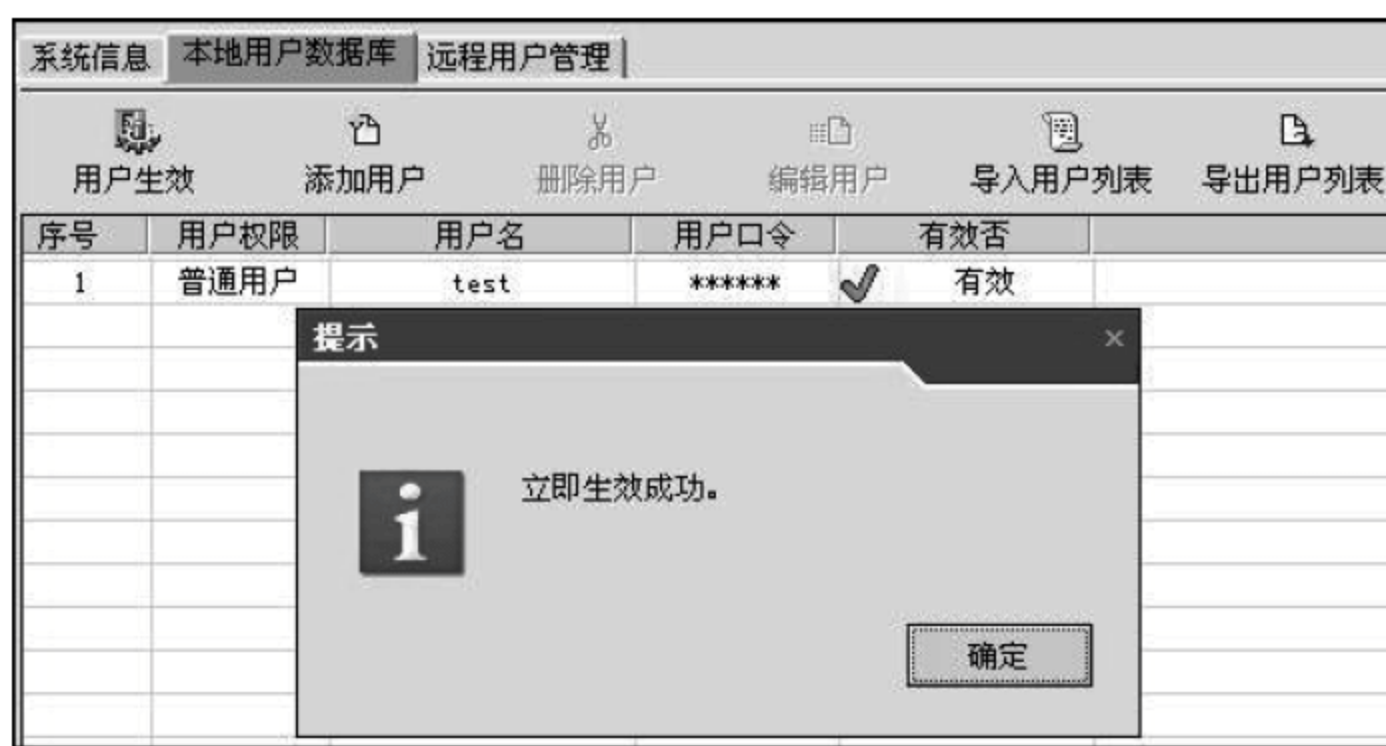 系统信息 本地用户数据库 远程用户管理
用户生效 添加用户 删除用户 编辑用户 导入用户列表 导出用户列表
序号 用户权限 用户名 用户口令 有效否
1 普通用户 test ****** 有效
提示
立即生效成功。
确定